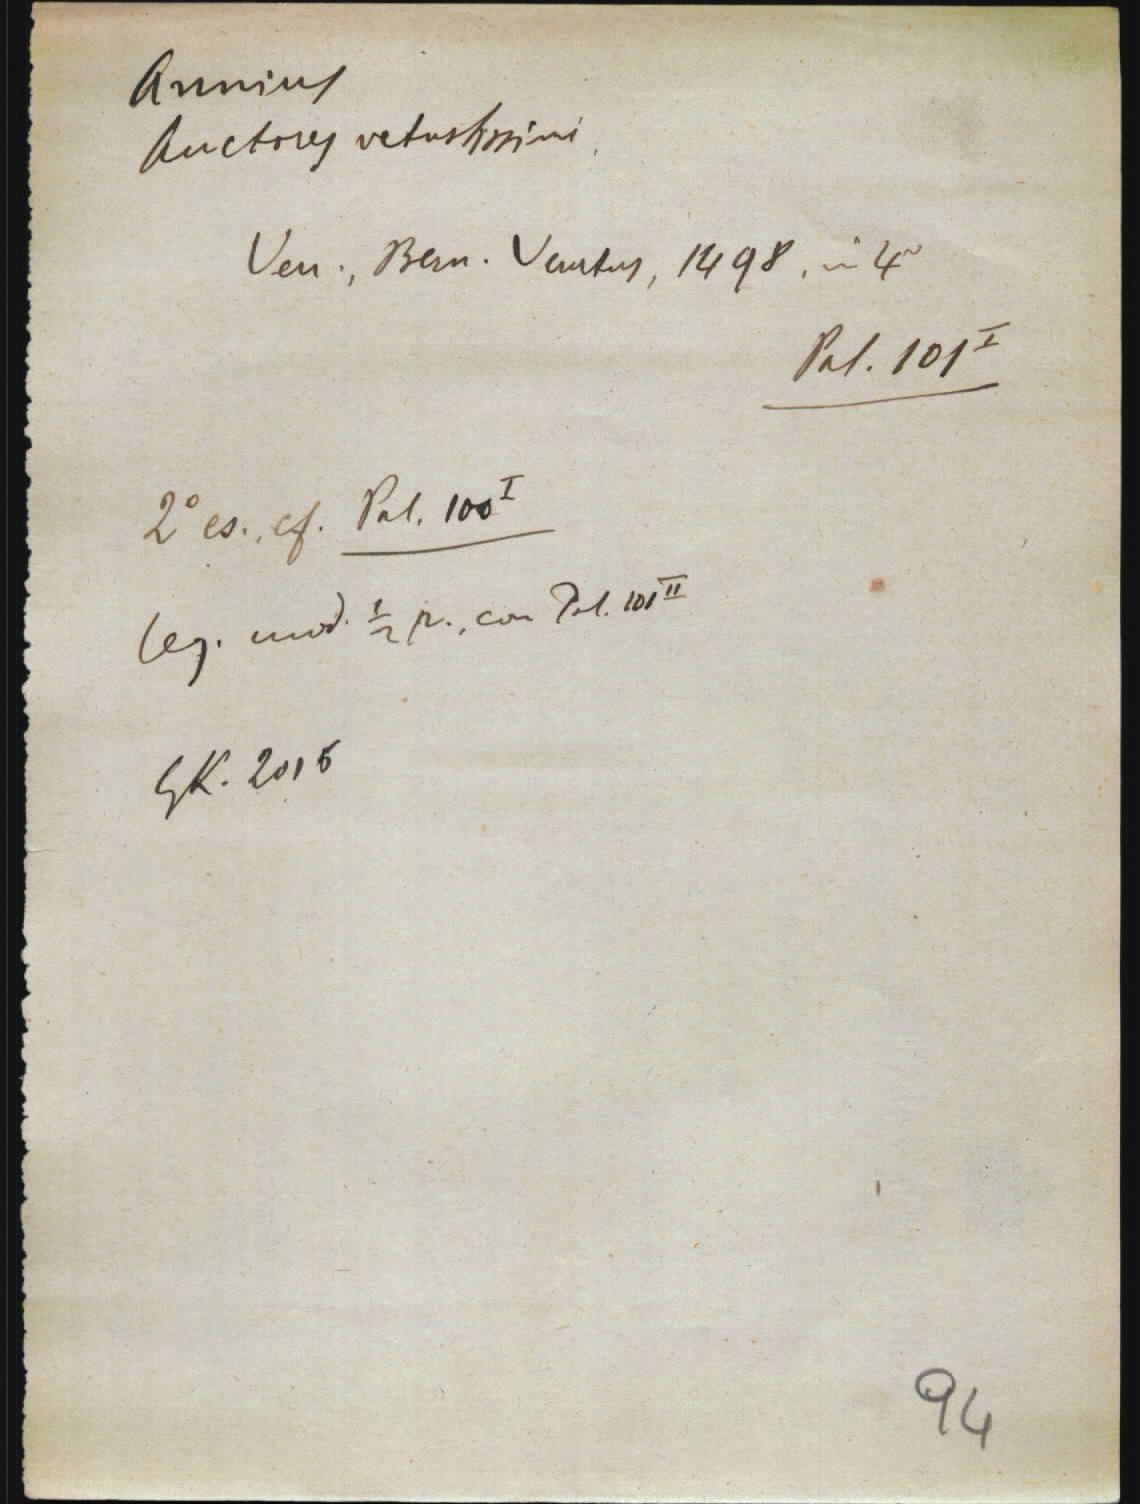 Annius
Auctores vetustissimi.
Ven., Bern. Venetus, 1498, in 4°
Pal. 101 I
2° es., cf. Pal. 100 I
Leg. mod. 1/2 p., con Pal. 101 II
GK. 2015
94